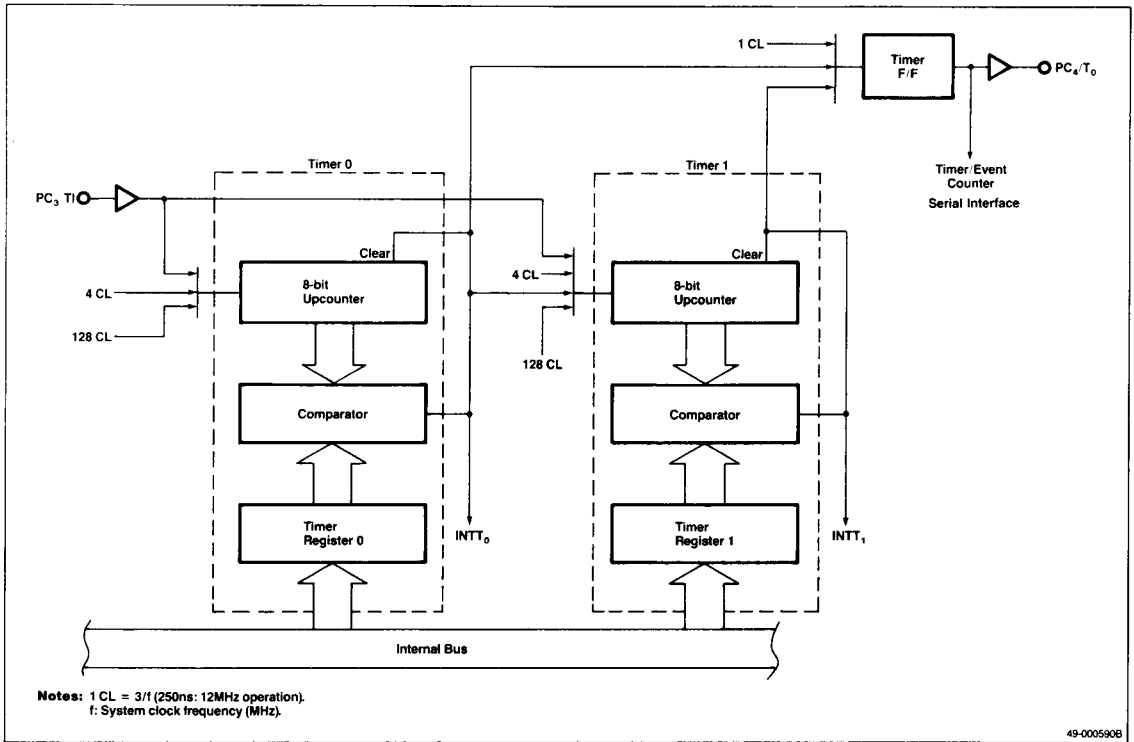 1 CL
Timer
F/F
PC₄/T₀
Timer/Event
Counter
Serial Interface
Timer 0
Timer 1
PC₃ TI
Clear
Clear
8-bit
Upcounter
4 CL
128 CL
4 CL
128 CL
8-bit
Upcounter
Comparator
Comparator
Timer
Register 0
INTT₀
Timer
Register 1
INTT₁
Internal Bus
Notes: 1 CL = 3/f (250ns: 12MHz operation).
f: System clock frequency (MHz).
49-000590B